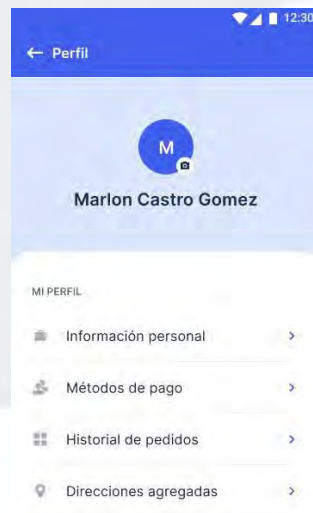 12:30
Perfil
M
Marlon Castro Gomez
MI PERFIL
Información personal
Métodos de pago
Historial de pedidos
Direcciones agregadas